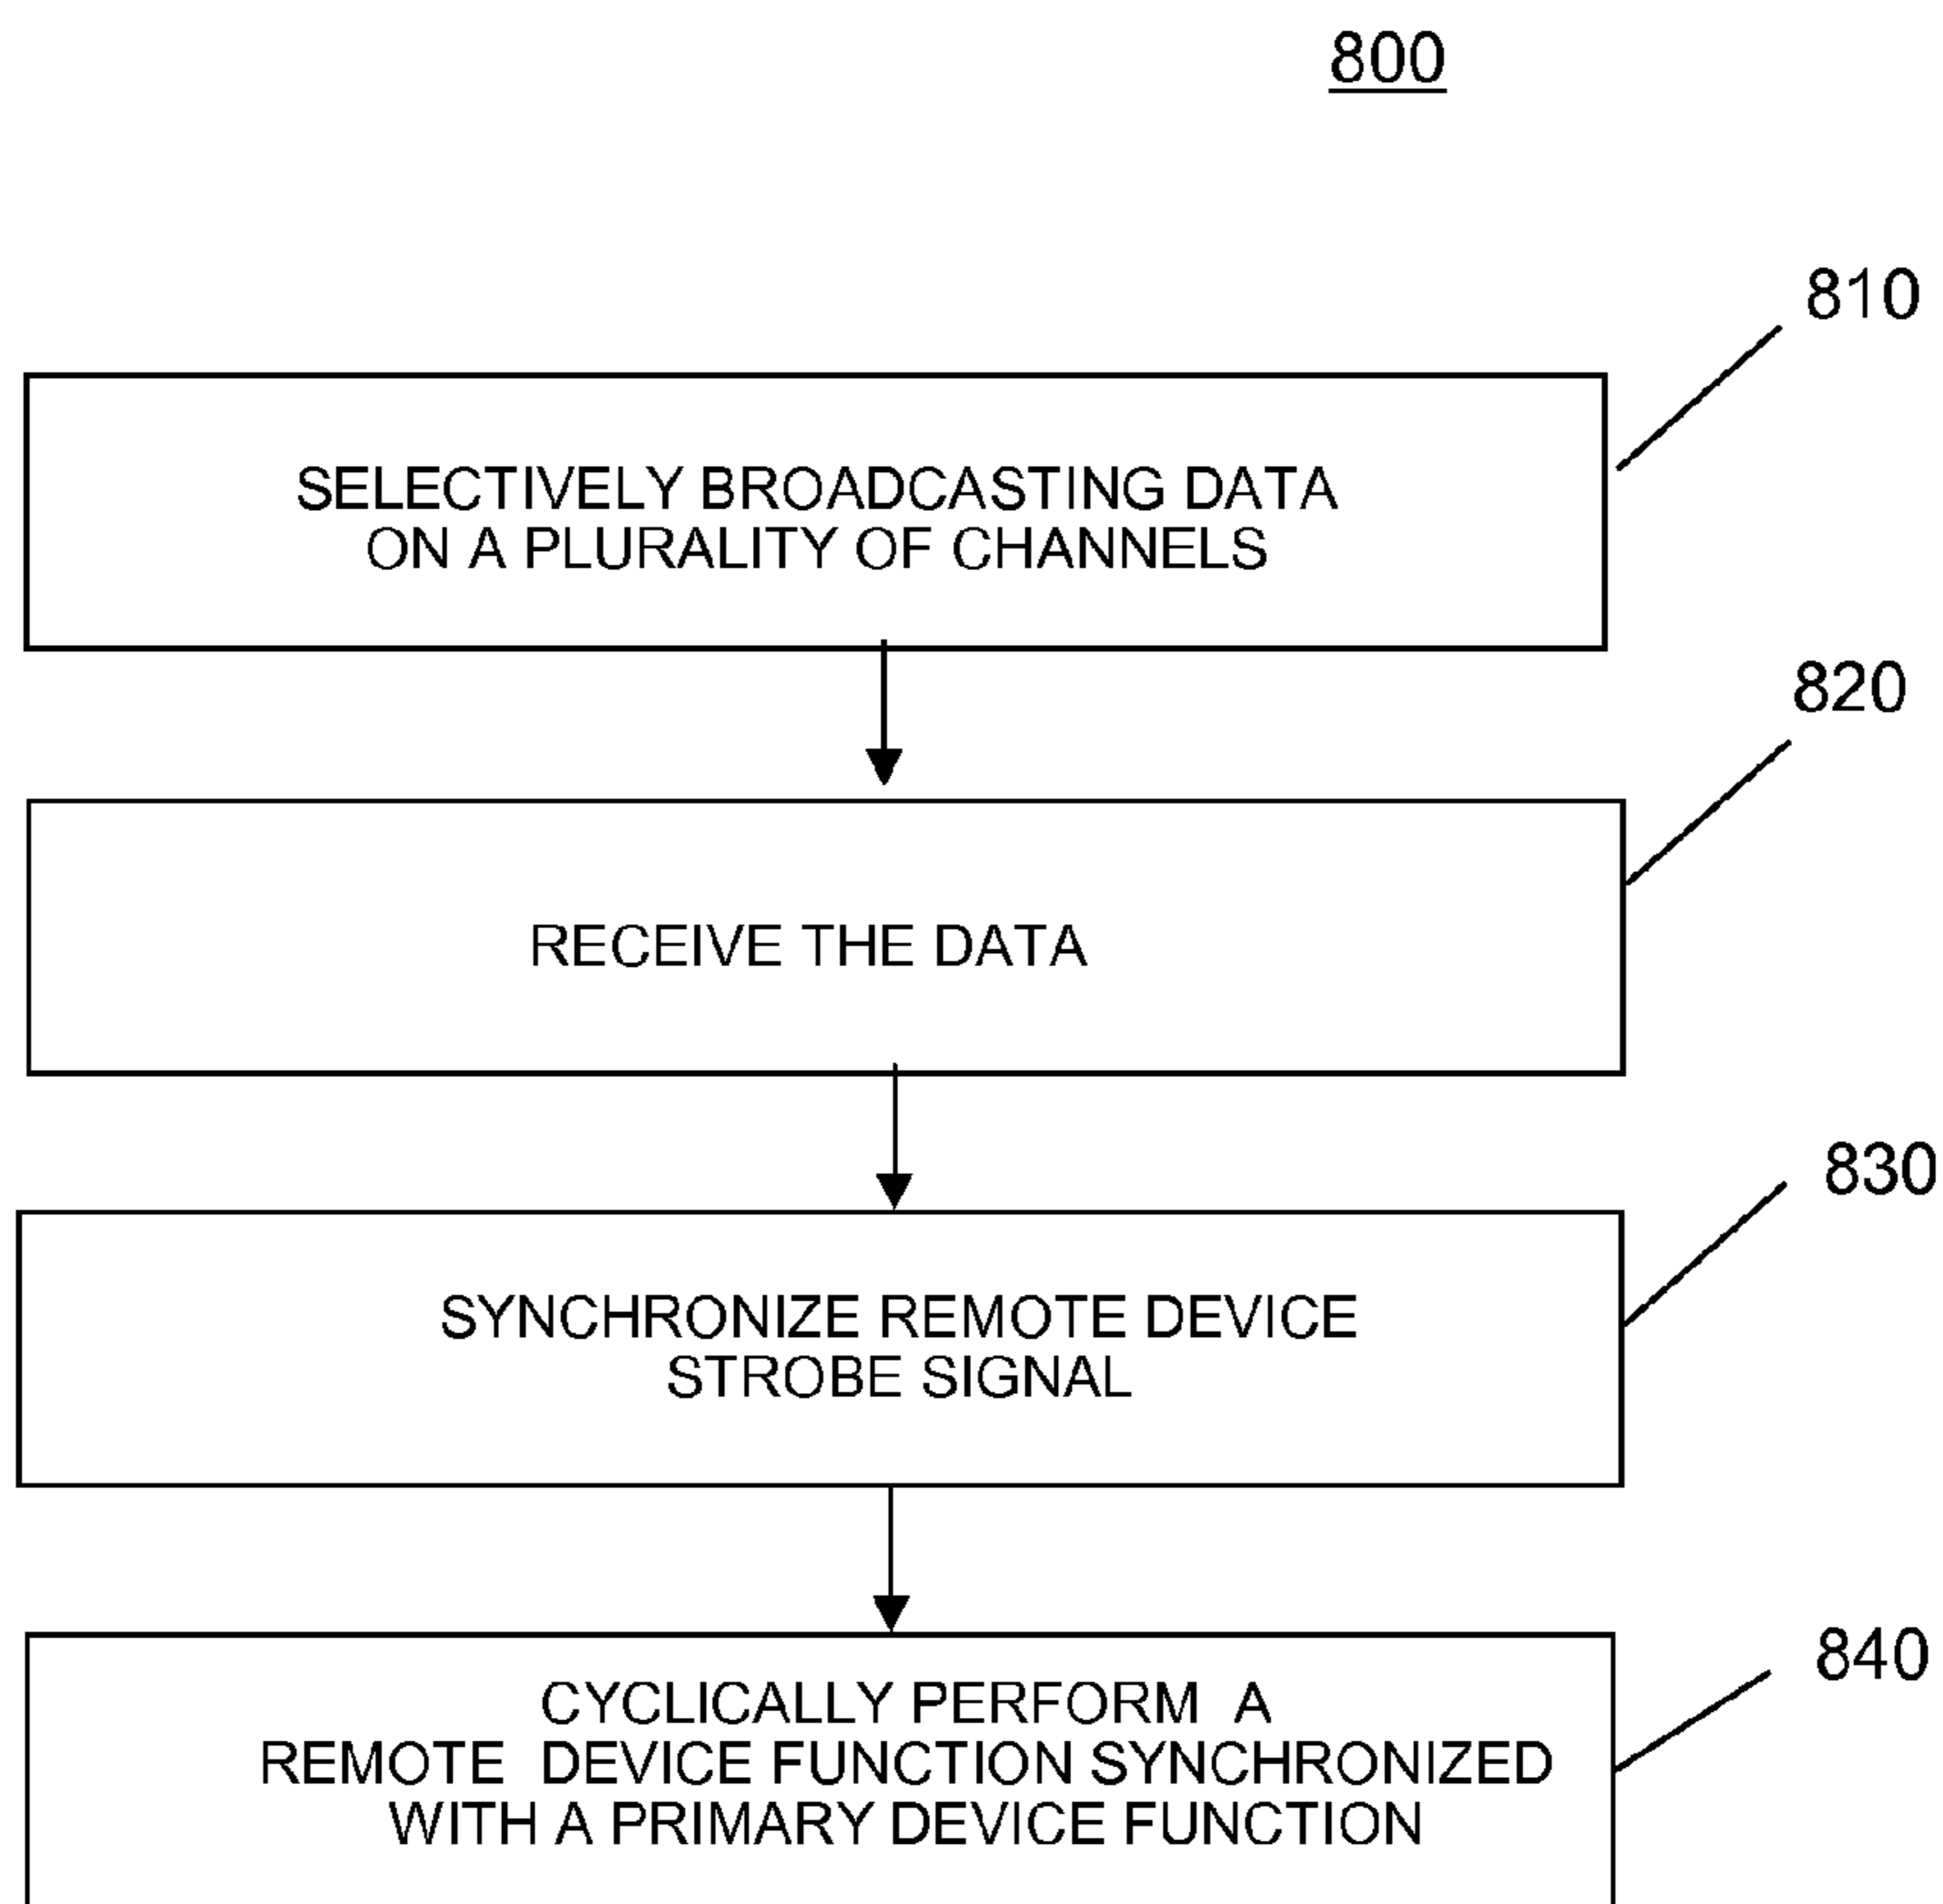 800
810
SELECTIVELY BROADCASTING DATA
ON A PLURALITY OF CHANNELS
820
RECEIVE THE DATA
830
SYNCHRONIZE REMOTE DEVICE
STROBE SIGNAL
840
CYCLICALLY PERFORM A
REMOTE DEVICE FUNCTION SYNCHRONIZED
WITH A PRIMARY DEVICE FUNCTION